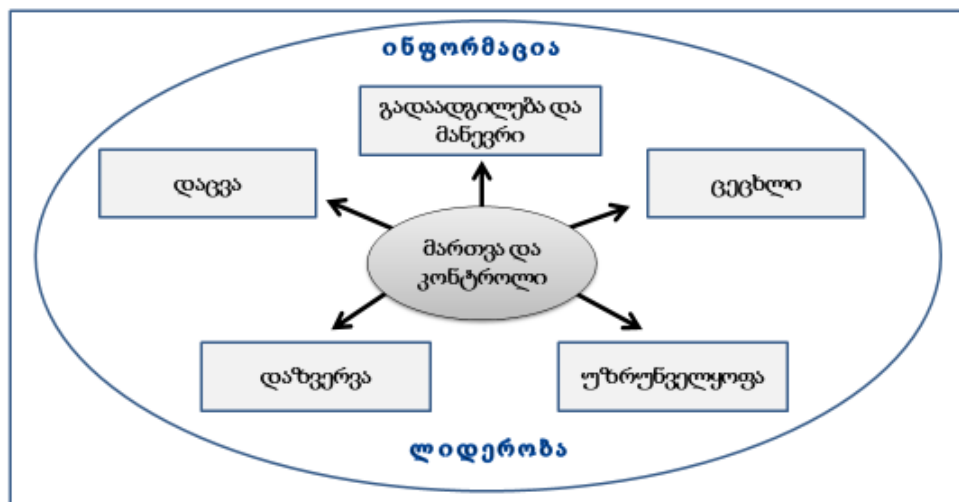 ინფორმაცია
გადაადგილება და
მანევრი
დაცვა
ცეცხლი
მართვა და
კონტროლი
დაზვერვა
უზრუნველყოფა
ლიდერობა